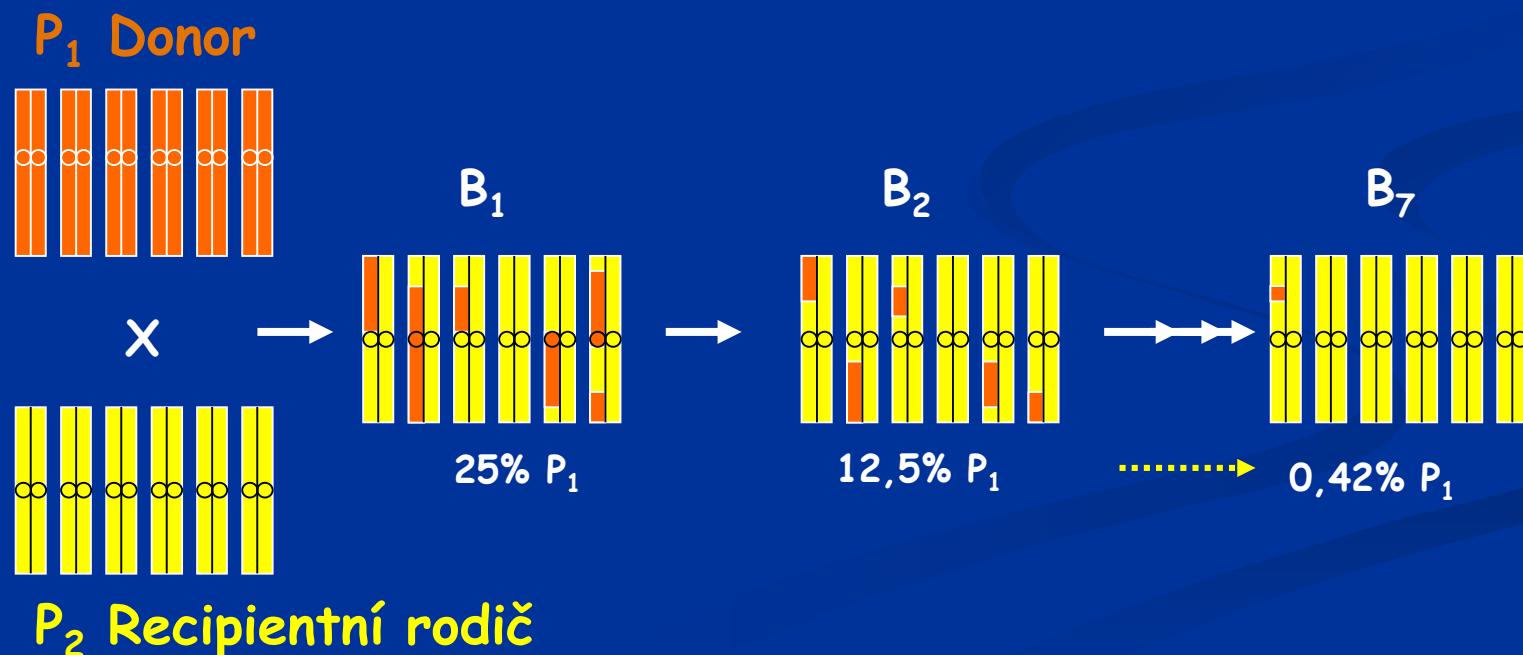 P₁ Donor
B₁
B₂
B₇
x
25% P₁
12,5% P₁
0,42% P₁
P₂ Recipientní rodič